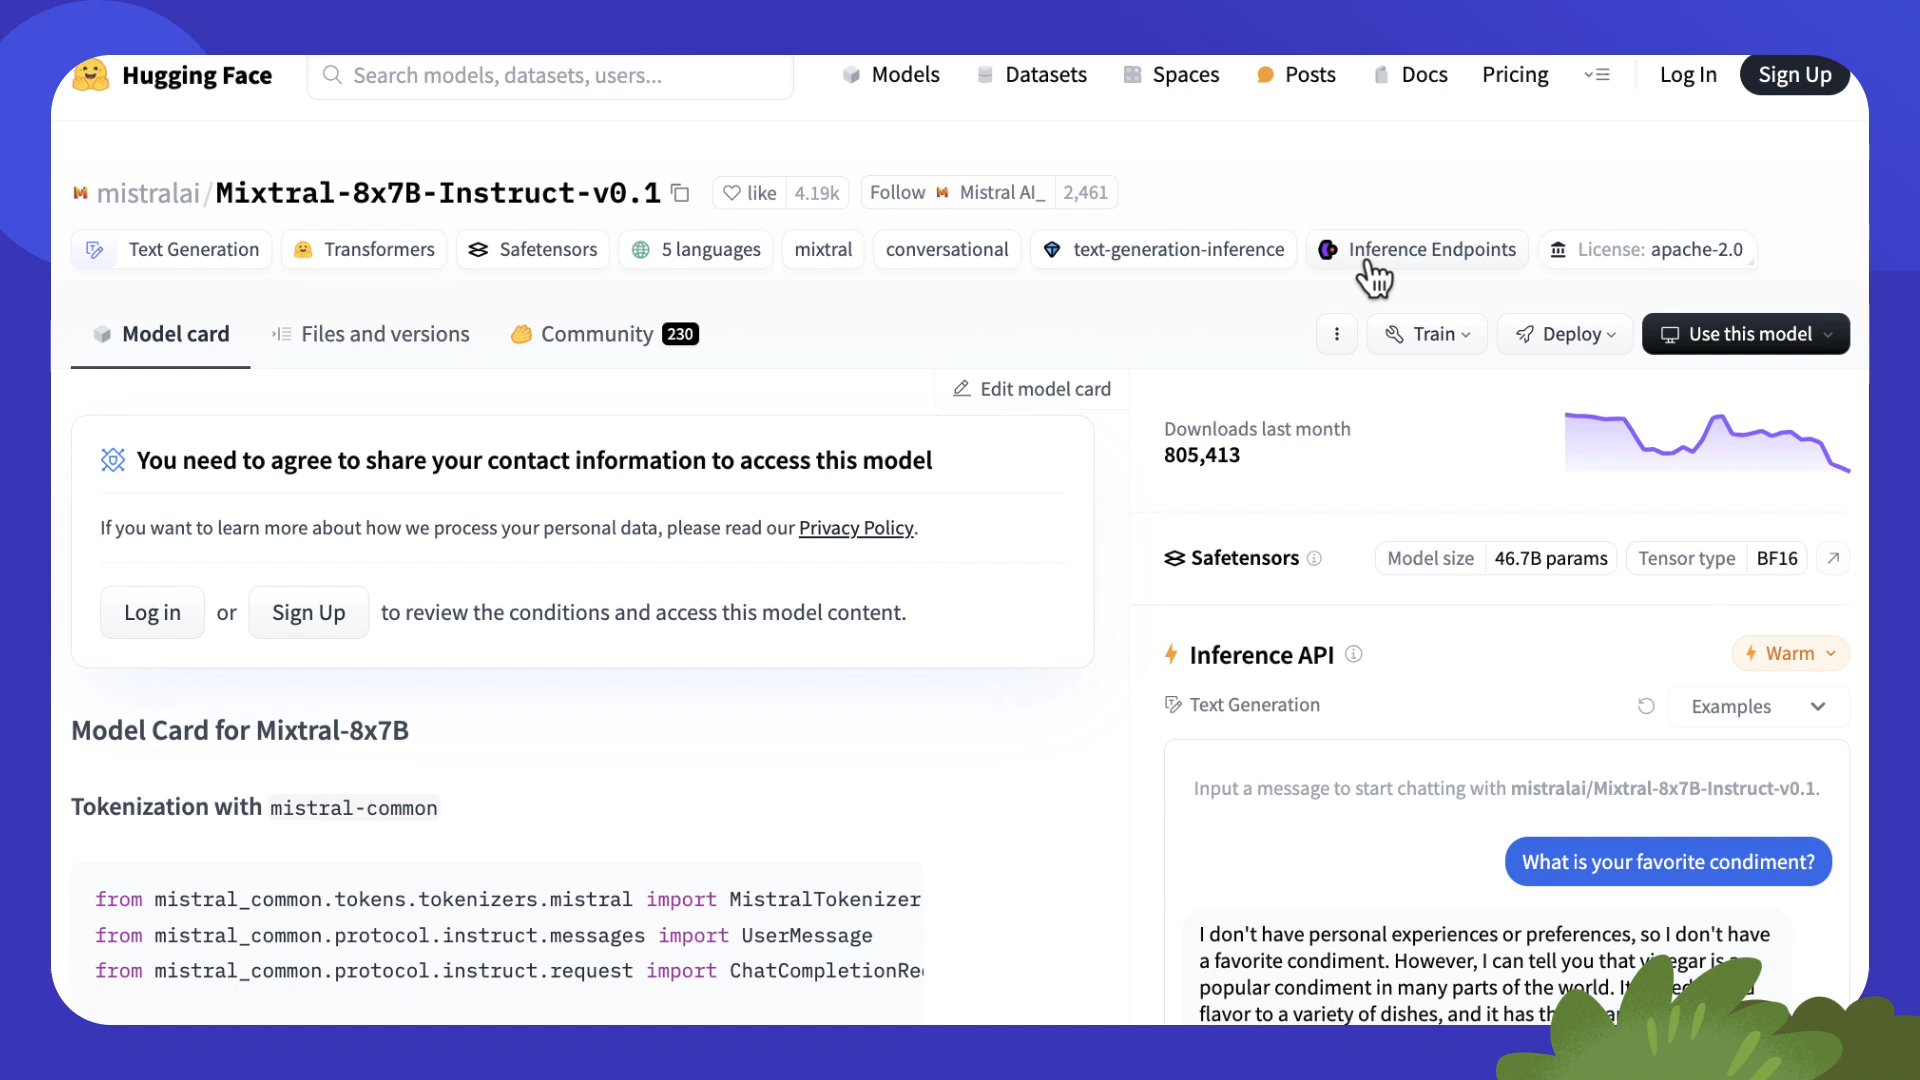 Hugging Face
Search models, datasets, users...
Models
Datasets
Spaces
Posts
Docs
Pricing
Log In
Sign Up
mistralai/Mixtral-8x7B-Instruct-v0.1
like 4.19k
Follow Mistral AI_ 2,461
Text Generation
Transformers
Safetensors
5 languages
mixtral
conversational
text-generation-inference
Inference Endpoints
License: apache-2.0
Model card
Files and versions
Community 230
Train
Deploy
Use this model
Edit model card
You need to agree to share your contact information to access this model
If you want to learn more about how we process your personal data, please read our Privacy Policy.
Log in or Sign Up to review the conditions and access this model content.
Model Card for Mixtral-8x7B
Tokenization with mistral-common
from mistral_common.tokens.tokenizers.mistral import MistralTokenizer
from mistral_common.protocol.instruct.messages import UserMessage
from mistral_common.protocol.instruct.request import
Downloads last month
805,413
Safetensors
Model size 46.7B params
Tensor type BF16
Inference API
Warm
Text Generation
Examples
Input a message to start chatting with mistralai/Mixtral-8x7B-Instruct-v0.1.
What is your favorite condiment?
I don't have personal experiences or preferences, so I don't have
a favorite condiment. However, I can tell you that vinegar is a
popular condiment in many parts of the world.
flavor to a variety of dishes, and it has